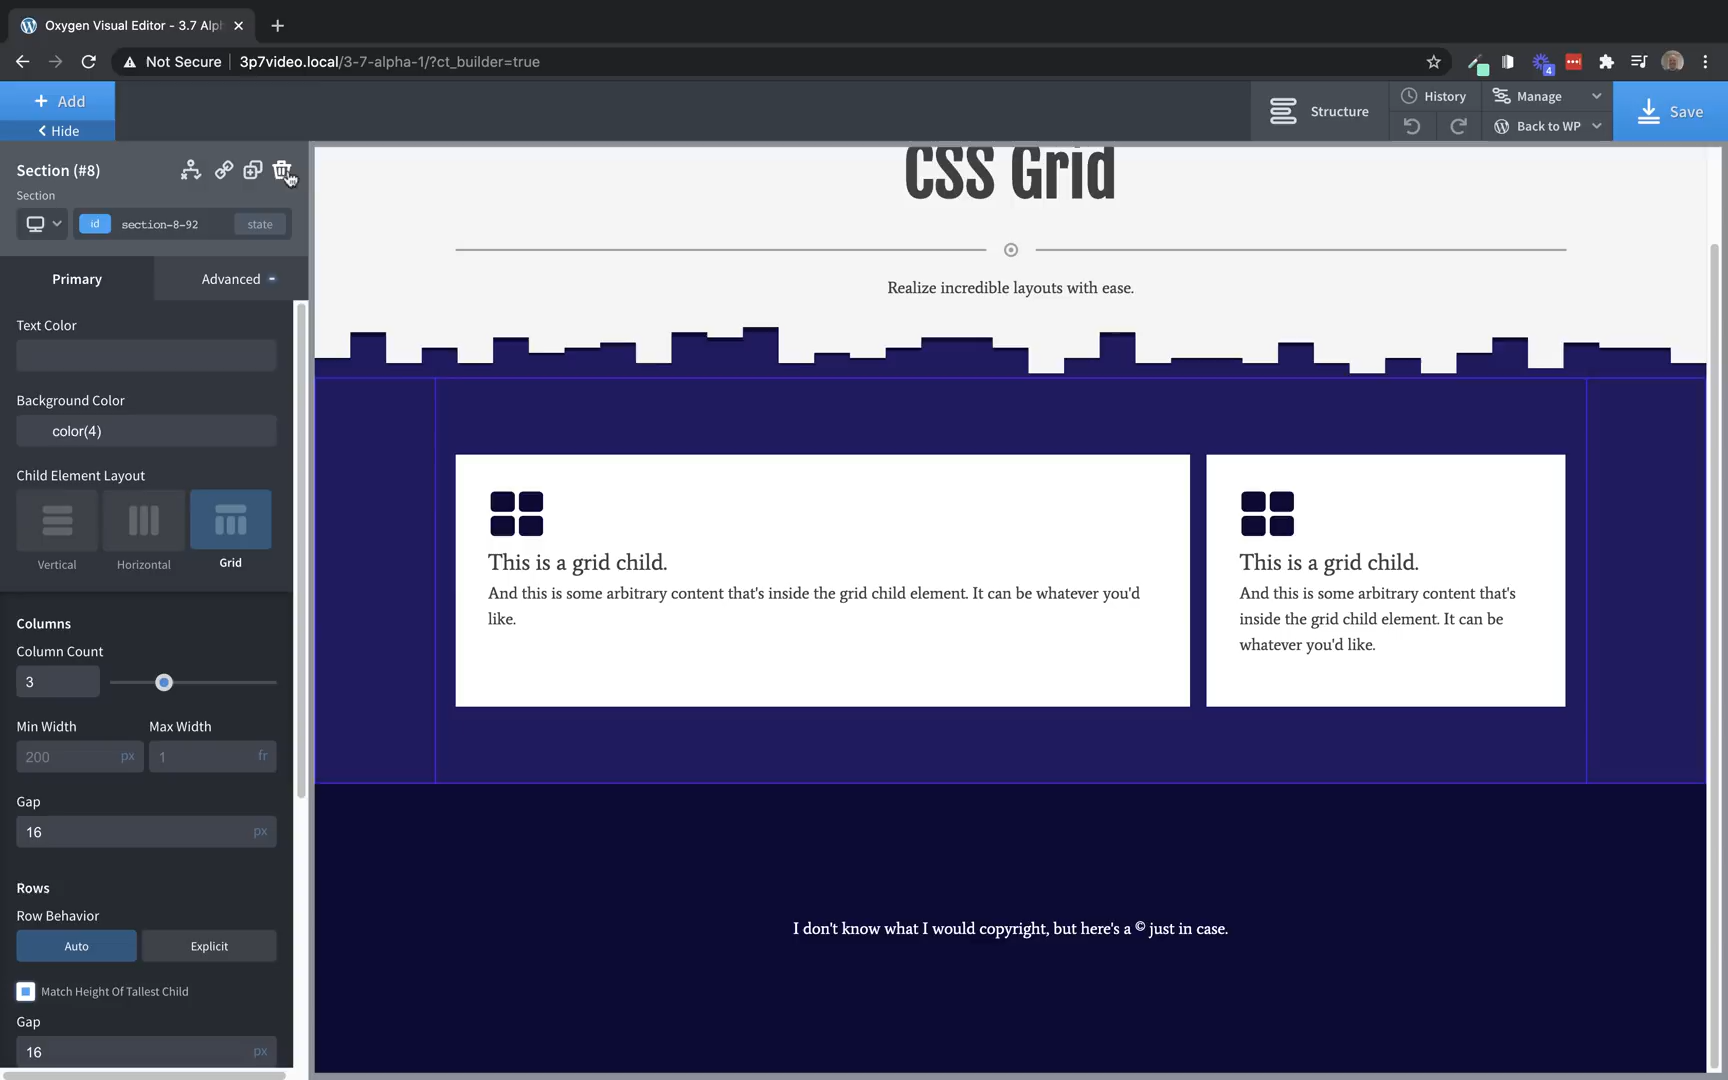 Oxygen Visual Editor - 3.7 Alph
Not Secure
3p7video.local/3-7-alpha-1/?ct_builder=true
4
Add
Hide
Structure
History
Manage
Back to WP
Save
Section (#8)
Section
id
section-8-92
state
Primary
Advanced
Text Color
Background Color
color(4)
Child Element Layout
Vertical
Horizontal
Grid
Columns
Column Count
3
Min Width
Max Width
200
px
1
fr
Gap
16
px
Rows
Row Behavior
Auto
Explicit
Match Height Of Tallest Child
Gap
16
px
CSS Grid
Realize incredible layouts with ease.
This is a grid child.
And this is some arbitrary content that's inside the grid child element. It can be whatever you'd
like.
This is a grid child.
And this is some arbitrary content that's
inside the grid child element. It can be
whatever you'd like.
I don't know what I would copyright, but here's a © just in case.